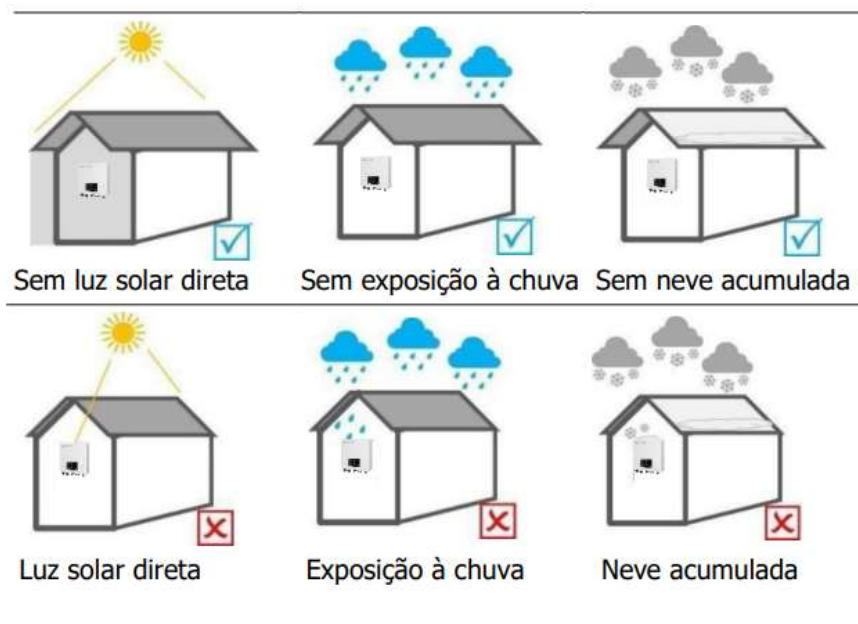 Sem luz solar direta
Sem exposição à chuva
Sem neve acumulada
Luz solar direta
Exposição à chuva
Neve acumulada